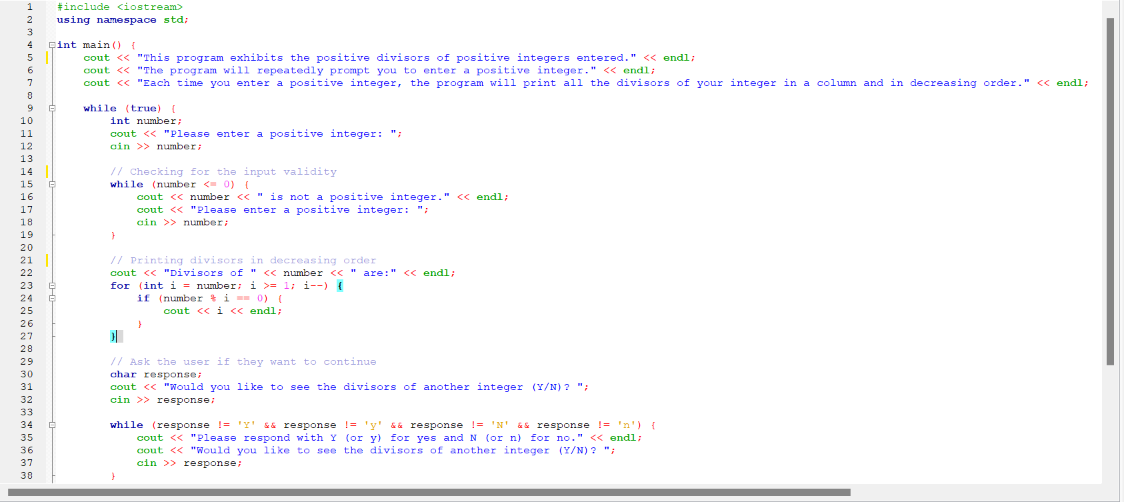 1 #include <iostream>
2 using namespace std;
3
4 int main() {
5 cout << "This program exhibits the positive divisors of positive integers entered." << endl;
6 cout << "The program will repeatedly prompt you to enter a positive integer." << endl;
7 cout << "Each time you enter a positive integer, the program will print all the divisors of your integer in a column and in decreasing order." << endl;
8
9 while (true) {
10 int number;
11 cout << "Please enter a positive integer: ";
12 cin >> number;
13
14 // Checking for the input validity
15 while (number <= 0) {
16 cout << number << " is not a positive integer." << endl;
17 cout << "Please enter a positive integer: ";
18 cin >> number;
19 }
20
21 // Printing divisors in decreasing order
22 cout << "Divisors of " << number << " are:" << endl;
23 for (int i = number; i >= 1; i--) {
24 if (number % i == 0) {
25 cout << i << endl;
26 }
27 }
28
29 // Ask the user if they want to continue
30 char response;
31 cout << "Would you like to see the divisors of another integer (Y/N)? ";
32 cin >> response;
33
34 while (response != 'Y' && response != 'y' && response != 'N' && response != 'n') {
35 cout << "Please respond with Y (or y) for yes and N (or n) for no." << endl;
36 cout << "Would you like to see the divisors of another integer (Y/N)? ";
37 cin >> response;
38 }